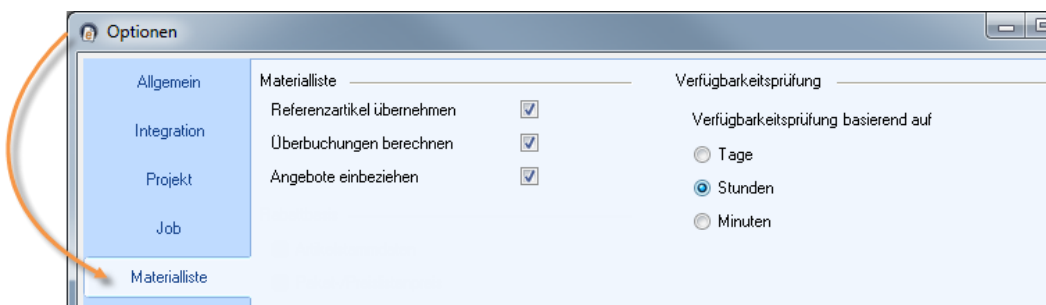 Optionen
Allgemein
Integration
Projekt
Job
Materialliste
Materialliste
Referenzartikel übernehmen
Überbuchungen berechnen
Angebote einbeziehen
Verfügbarkeitsprüfung
Verfügbarkeitsprüfung basierend auf
Tage
Stunden
Minuten